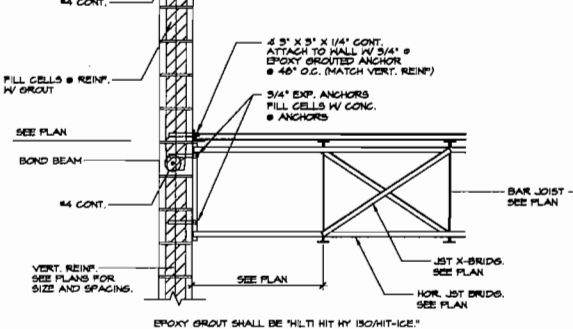 #4 CONT.
∠ 3" X 3" X 1/4" CONT.
ATTACH TO WALL W/ 3/4" ø
EPOXY GROUTED ANCHOR
@ 48" O.C. (MATCH VERT. REINF)
FILL CELLS @ REINF.
W/ GROUT
3/4" EXP. ANCHORS
FILL CELLS W/ CONC.
@ ANCHORS
SEE PLAN
BOND BEAM
BAR JOIST
SEE PLAN
#4 CONT.
JST X-BRIDG.
SEE PLAN
VERT. REINF.
SEE PLANS FOR
SIZE AND SPACING.
SEE PLAN
HOR. JST BRIDG.
SEE PLAN
EPOXY GROUT SHALL BE "HILTI HIT HY 150/HIT-ICE."